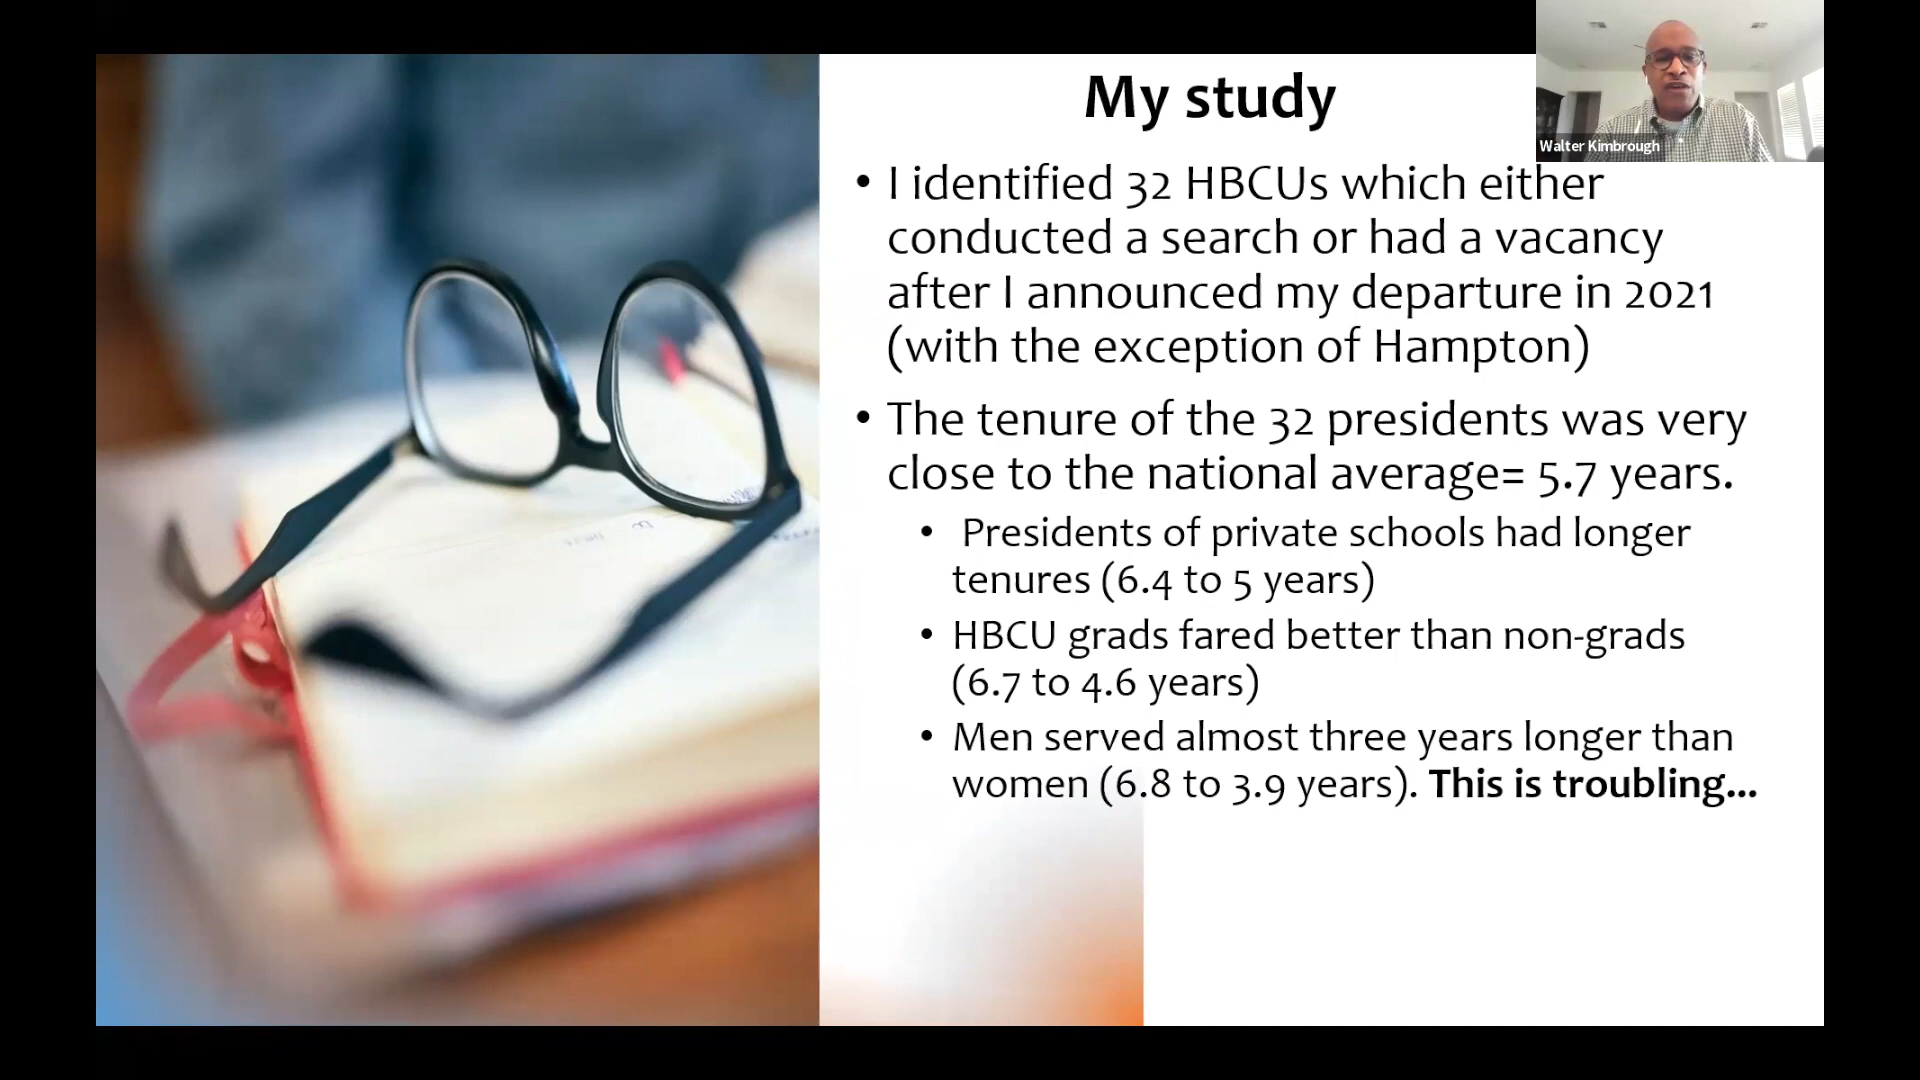 My study
Walter Kimbrough
• I identified 32 HBCUs which either
conducted a search or had a vacancy
after I announced my departure in 2021
(with the exception of Hampton)
• The tenure of the 32 presidents was very
close to the national average= 5.7 years.
• Presidents of private schools had longer
tenures (6.4 to 5 years)
• HBCU grads fared better than non-grads
(6.7 to 4.6 years)
• Men served almost three years longer than
women (6.8 to 3.9 years). This is troubling...